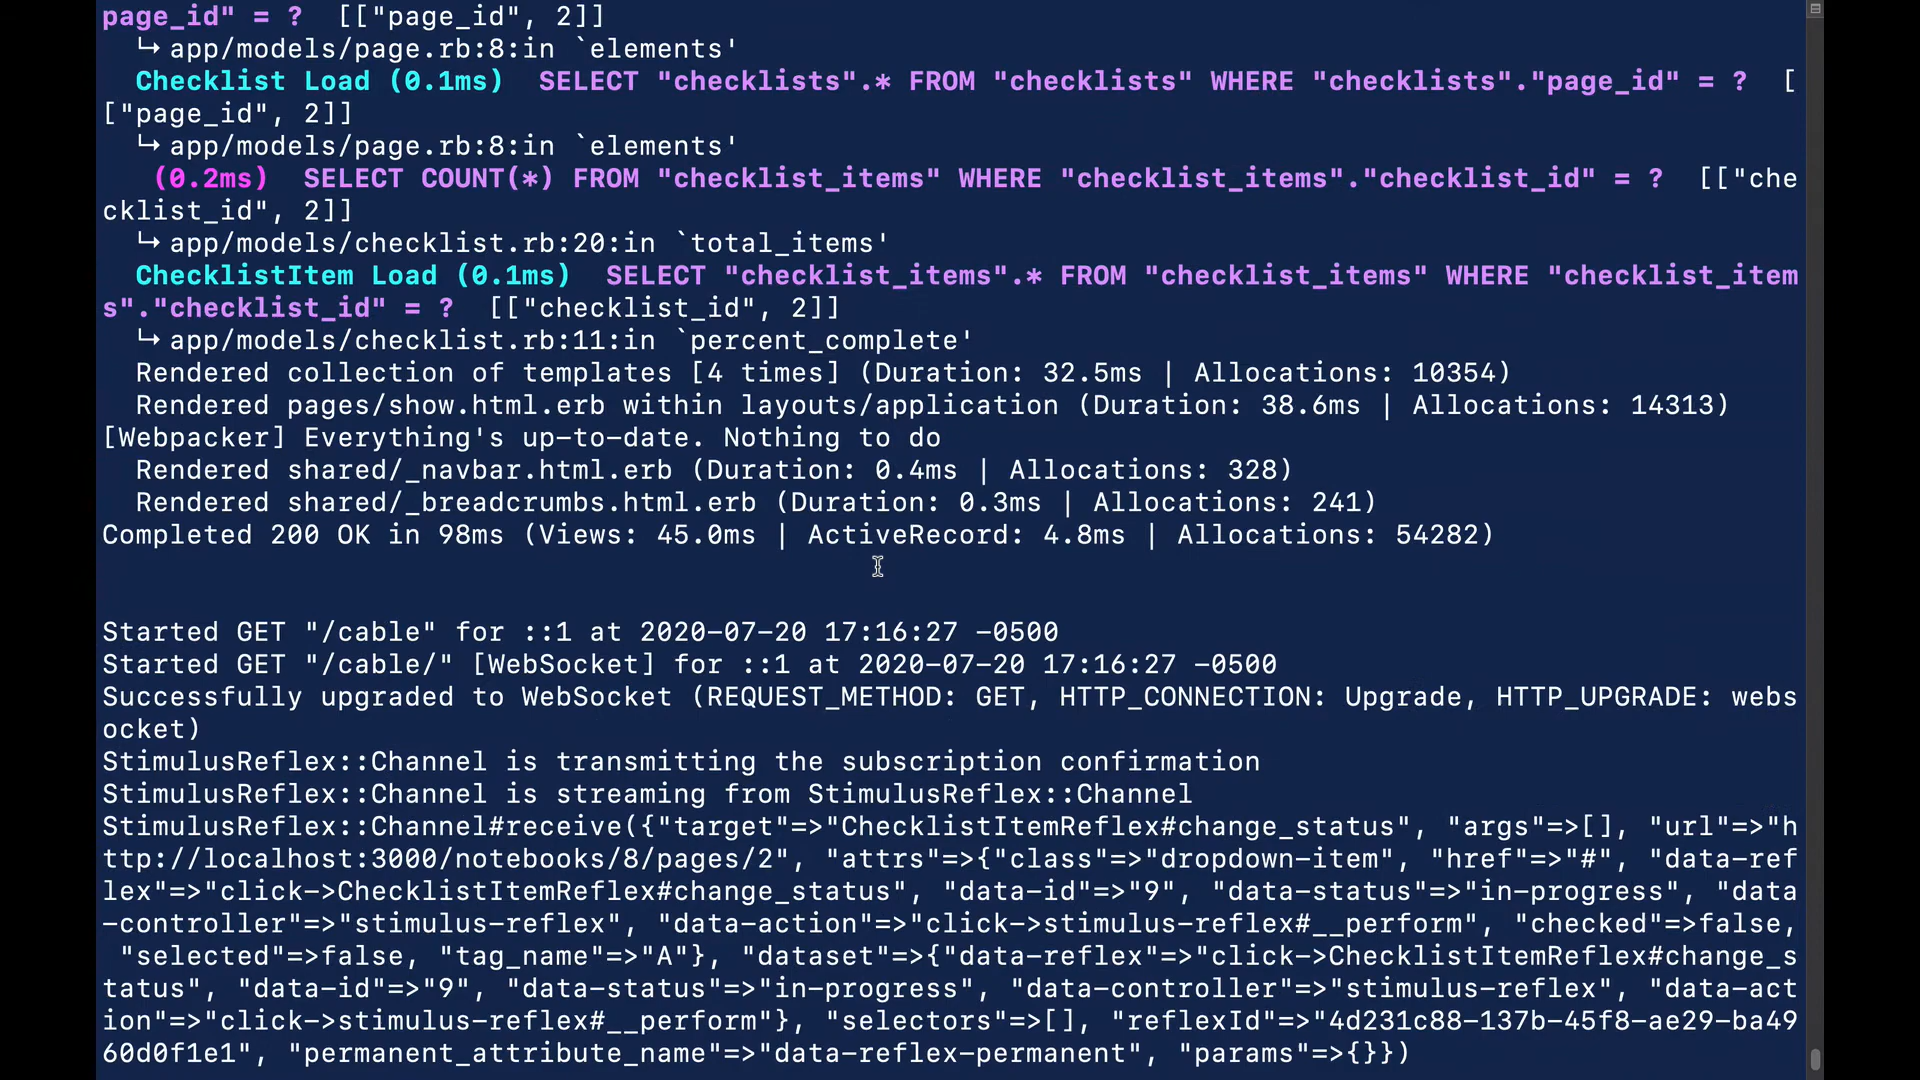 page_id" = ?  [["page_id", 2]]
  ↳ app/models/page.rb:8:in `elements'
  Checklist Load (0.1ms)  SELECT "checklists".* FROM "checklists" WHERE "checklists"."page_id" = ?  [
["page_id", 2]]
  ↳ app/models/page.rb:8:in `elements'
   (0.2ms)  SELECT COUNT(*) FROM "checklist_items" WHERE "checklist_items"."checklist_id" = ?  [["che
cklist_id", 2]]
  ↳ app/models/checklist.rb:20:in `total_items'
  ChecklistItem Load (0.1ms)  SELECT "checklist_items".* FROM "checklist_items" WHERE "checklist_item
s"."checklist_id" = ?  [["checklist_id", 2]]
  ↳ app/models/checklist.rb:11:in `percent_complete'
  Rendered collection of templates [4 times] (Duration: 32.5ms | Allocations: 10354)
  Rendered pages/show.html.erb within layouts/application (Duration: 38.6ms | Allocations: 14313)
[Webpacker] Everything's up-to-date. Nothing to do
  Rendered shared/_navbar.html.erb (Duration: 0.4ms | Allocations: 328)
  Rendered shared/_breadcrumbs.html.erb (Duration: 0.3ms | Allocations: 241)
Completed 200 OK in 98ms (Views: 45.0ms | ActiveRecord: 4.8ms | Allocations: 54282)
Started GET "/cable" for ::1 at 2020-07-20 17:16:27 -0500
Started GET "/cable/" [WebSocket] for ::1 at 2020-07-20 17:16:27 -0500
Successfully upgraded to WebSocket (REQUEST_METHOD: GET, HTTP_CONNECTION: Upgrade, HTTP_UPGRADE: webs
ocket)
StimulusReflex::Channel is transmitting the subscription confirmation
StimulusReflex::Channel is streaming from StimulusReflex::Channel
StimulusReflex::Channel#receive({"target"=>"ChecklistItemReflex#change_status", "args"=>[], "url"=>"h
ttp://localhost:3000/notebooks/8/pages/2", "attrs"=>{"class"=>"dropdown-item", "href"=>"#", "data-ref
lex"=>"click->ChecklistItemReflex#change_status", "data-id"=>"9", "data-status"=>"in-progress", "data
-controller"=>"stimulus-reflex", "data-action"=>"click->stimulus-reflex#__perform", "checked"=>false,
 "selected"=>false, "tag_name"=>"A"}, "dataset"=>{"data-reflex"=>"click->ChecklistItemReflex#change_s
tatus", "data-id"=>"9", "data-status"=>"in-progress", "data-controller"=>"stimulus-reflex", "data-act
ion"=>"click->stimulus-reflex#__perform"}, "selectors"=>[], "reflexId"=>"4d231c88-137b-45f8-ae29-ba49
60d0f1e1", "permanent_attribute_name"=>"data-reflex-permanent", "params"=>{}})